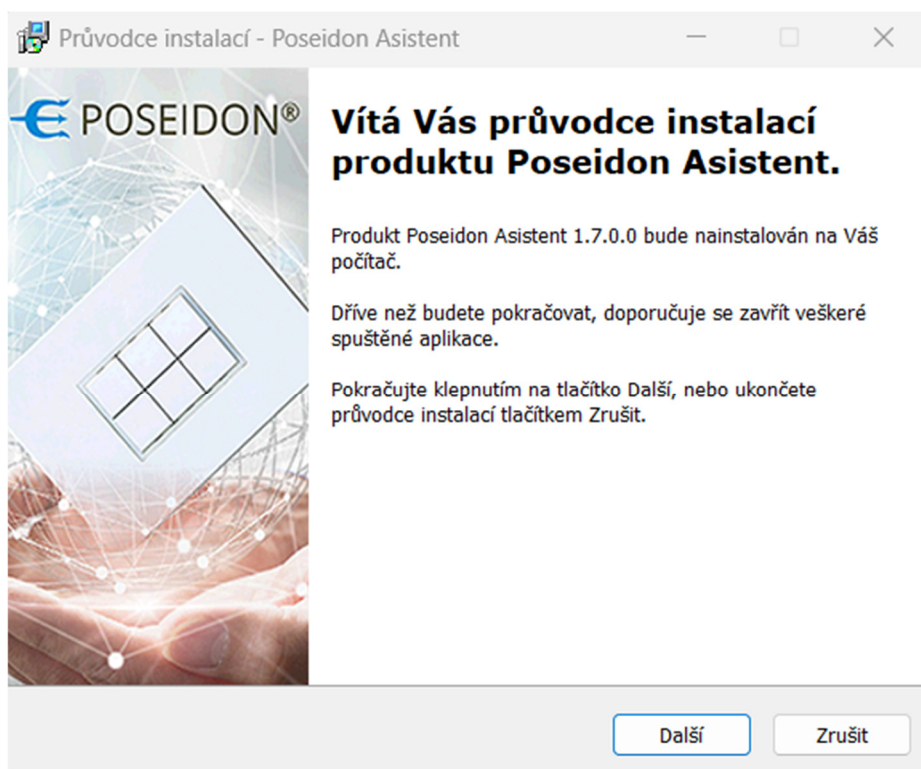 Průvodce instalací - Poseidon Asistent
POSEIDON®
Vítá Vás průvodce instalací
produktu Poseidon Asistent.
Produkt Poseidon Asistent 1.7.0.0 bude nainstalován na Váš
počítač.
Dříve než budete pokračovat, doporučuje se zavřít veškeré
spuštěné aplikace.
Pokračujte klepnutím na tlačítko Další, nebo ukončete
průvodce instalací tlačítkem Zrušit.
Další
Zrušit